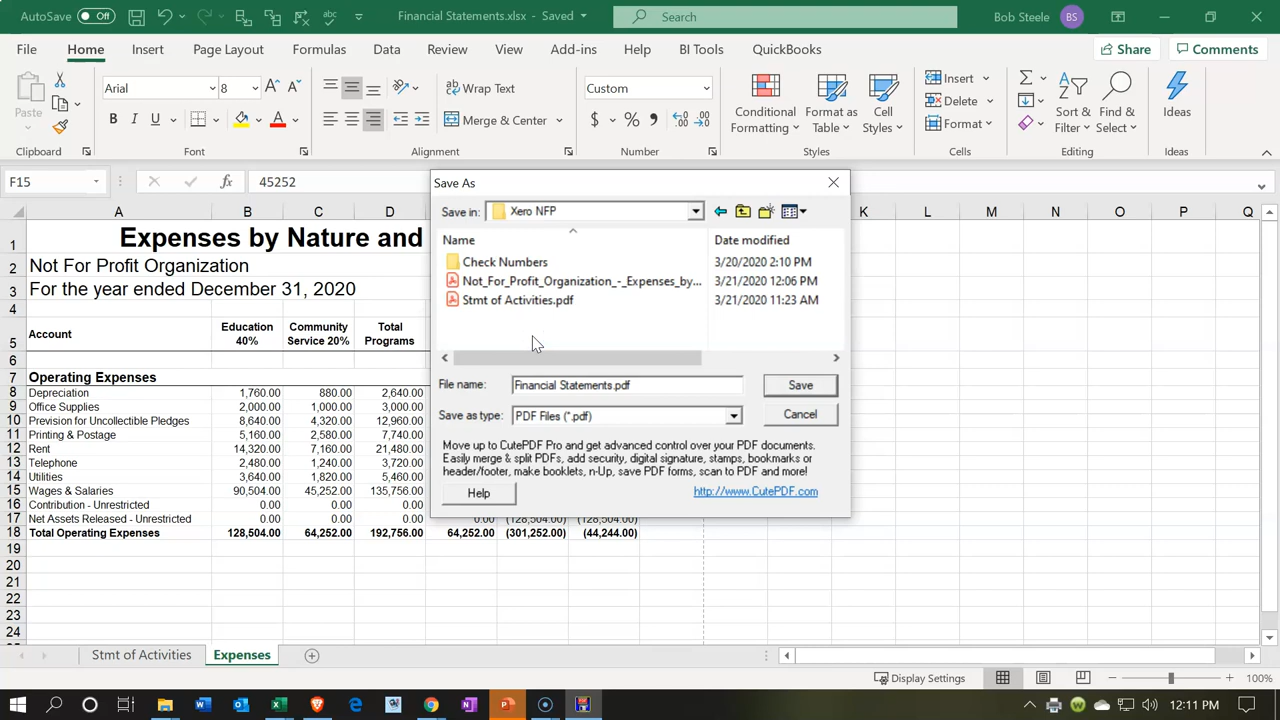 AutoSave Off Financial Statements.xlsx - Saved Search Bob Steele BS
File Home Insert Page Layout Formulas Data Review View Add-ins Help BI Tools QuickBooks Share Comments
Paste Arial 8 Wrap Text Custom Conditional Formatting Format as Table Cell Styles Insert Sort & Filter Find & Select Ideas
B I U A Merge & Center $ % Delete
Format
Clipboard Font Alignment Number Styles Cells Editing Ideas
F15 fx 45252
A B C D K L M N O P Q
1 Expenses by Nature and
2 Not For Profit Organization
3 For the year ended December 31, 2020
4
5 Account Education 40% Community Service 20% Total Programs
6
7 Operating Expenses
8 Depreciation 1,760.00 880.00 2,640.00
9 Office Supplies 2,000.00 1,000.00 3,000.00
10 Provision for Uncollectible Pledges 8,640.00 4,320.00 12,960.00
11 Printing & Postage 5,160.00 2,580.00 7,740.00
12 Rent 14,320.00 7,160.00 21,480.00
13 Telephone 2,480.00 1,240.00 3,720.00
14 Utilities 3,640.00 1,820.00 5,460.00
15 Wages & Salaries 90,504.00 45,252.00 135,756.00
16 Contribution - Unrestricted 0.00 0.00 0.00
17 Net Assets Released - Unrestricted 0.00 0.00 0.00 0.00 (128,504.00) (128,504.00)
18 Total Operating Expenses 128,504.00 64,252.00 192,756.00 64,252.00 (301,252.00) (44,244.00)
19
20
21
22
23
24
Save As
Save in: Xero NFP
Name Date modified
Check Numbers 3/20/2020 2:10 PM
Not_For_Profit_Organization_-_Expenses_by... 3/21/2020 12:06 PM
Stmt of Activities.pdf 3/21/2020 11:23 AM
File name: Financial Statements.pdf Save
Save as type: PDF Files (*.pdf) Cancel
Move up to CutePDF Pro and get advanced control over your PDF documents.
Easily merge & split PDFs, add security, digital signature, stamps, bookmarks or
header/footer, make booklets, n-Up, save PDF forms, scan to PDF and more!
Help http://www.CutePDF.com
Stmt of Activities Expenses
Display Settings 100%
12:11 PM